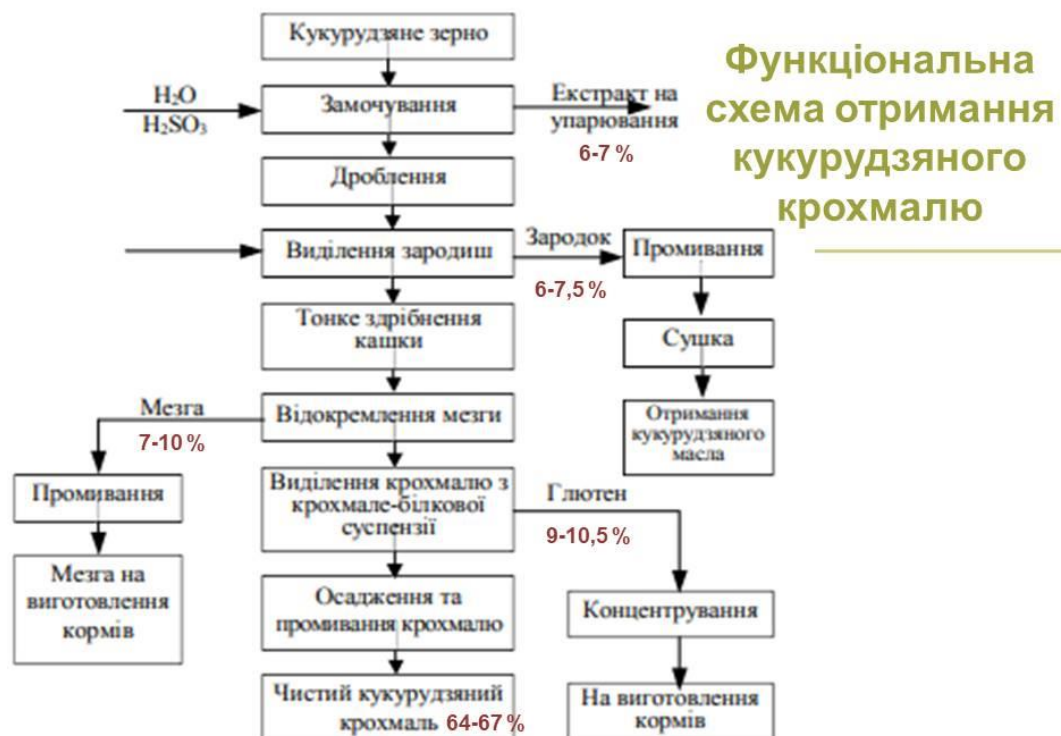 Функціональна
схема отримання
кукурудзяного
крохмалю
Кукурудзяне зерно
H₂O
H₂SO₃
Замочування
Екстракт на
упарювання
6-7 %
Дроблення
Виділення зародиш
Зародок
6-7,5 %
Промивання
Тонке здрібнення
кашки
Сушка
Мезга
7-10 %
Відокремлення мезги
Отримання
кукурудзяного
масла
Промивання
Виділення крохмалю з
крохмале-білкової
суспензії
Глютен
9-10,5 %
Мезга на
виготовлення
кормів
Осадження та
промивання крохмалю
Концентрування
Чистий кукурудзяний
крохмаль 64-67 %
На виготовлення
кормів